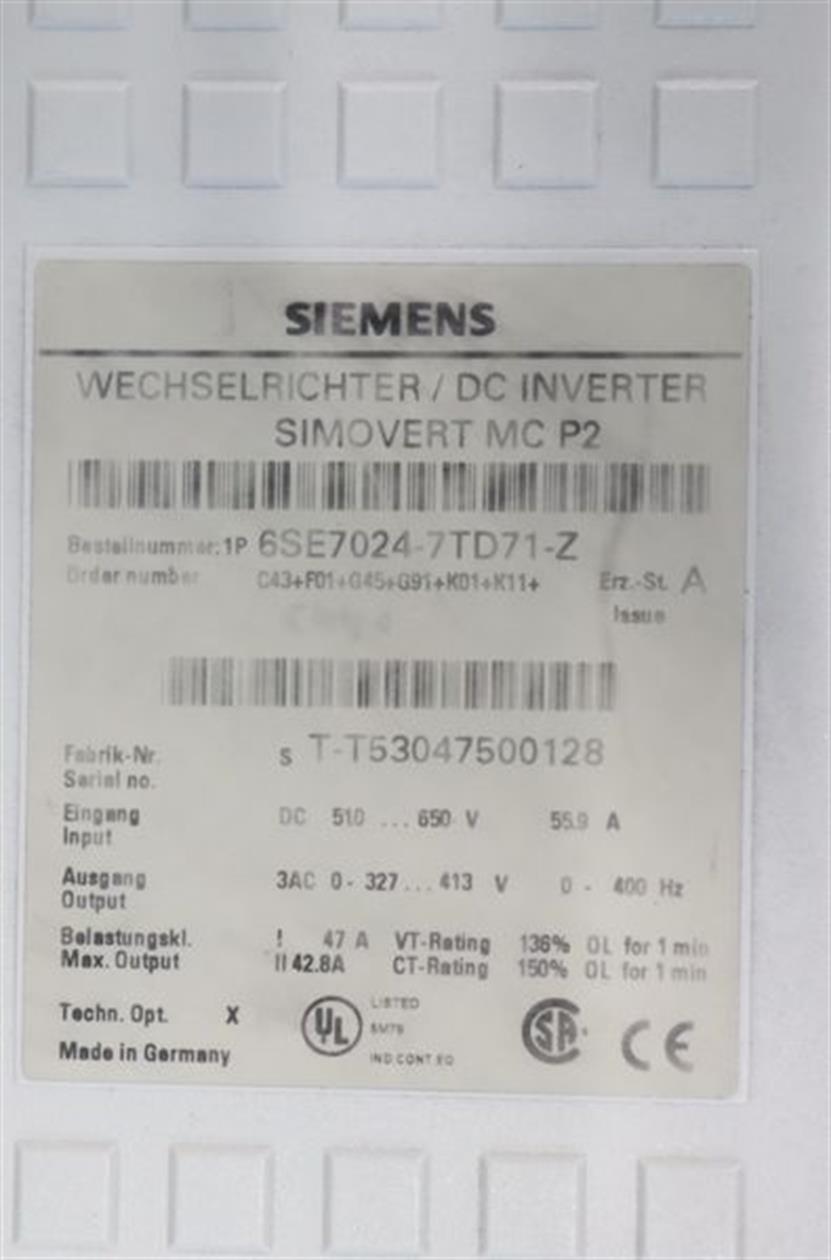 SIEMENS
WECHSELRICHTER / DC INVERTER
SIMOVERT MC P2
Bestellnummer: 1P 6SE7024-7TD71-Z
Order number C43+F01+G45+G91+K01+K11+ Erz.-St. A
Issue
Fabrik-Nr. S T-T53047500128
Serial no.
Eingang DC 510 ... 650 V 55.9 A
Input
Ausgang 3AC 0- 327... 413 V 0 - 400 Hz
Output
Belastungskl. I 47 A VT-Rating 136% OL for 1 min
Max. Output II 42.8A CT-Rating 150% OL for 1 min
Techn. Opt. X
UL LISTED
IND CONT EQ
SA CE
Made in Germany